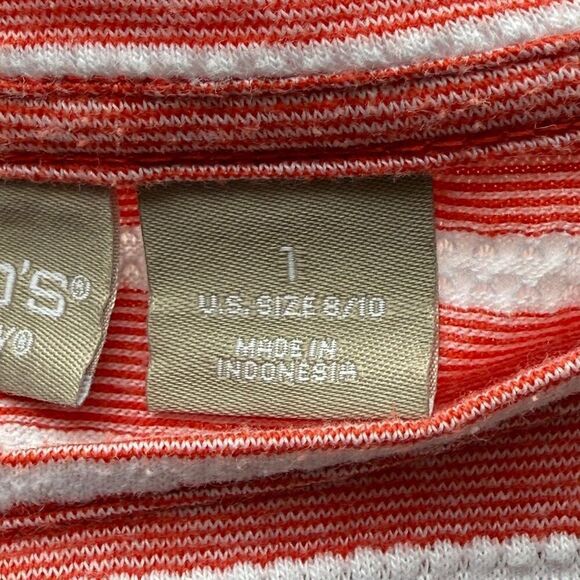 'S®
®
1
U.S. SIZE 8/10
MADE IN
INDONESIA